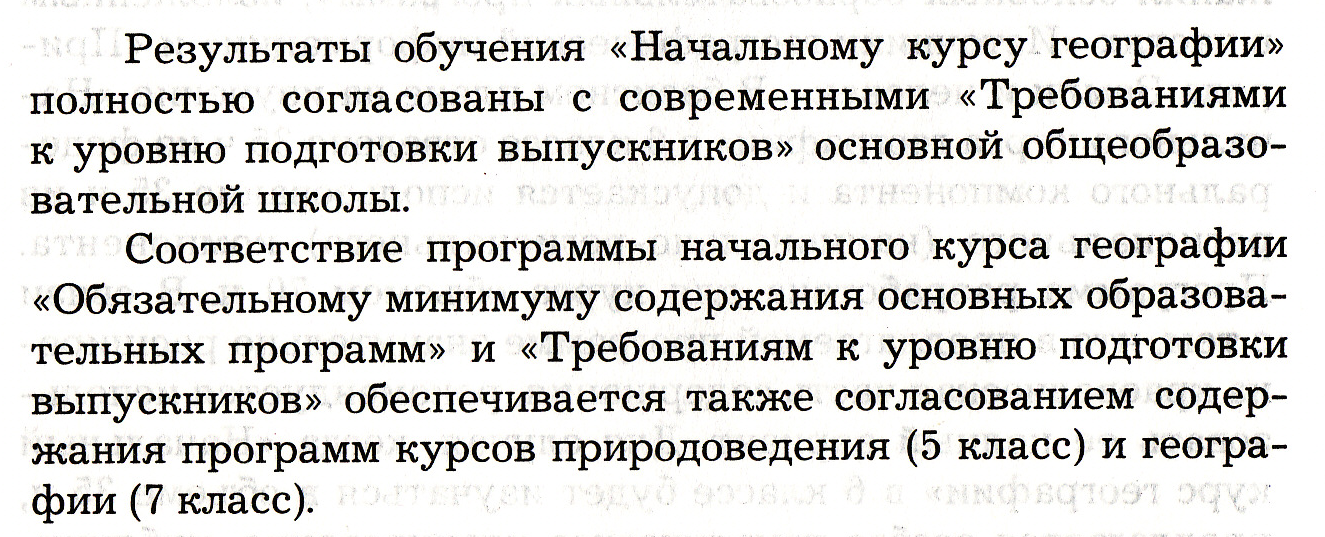 Результаты обучения «Начальному курсу географии»
полностью согласованы с современными «Требованиями
к уровню подготовки выпускников» основной общеобразо-
вательной школы.
Соответствие программы начального курса географии
«Обязательному минимуму содержания основных образова-
тельных программ» и «Требованиям к уровню подготовки
выпускников» обеспечивается также согласованием содер-
жания программ курсов природоведения (5 класс) и геогра-
фии (7 класс).